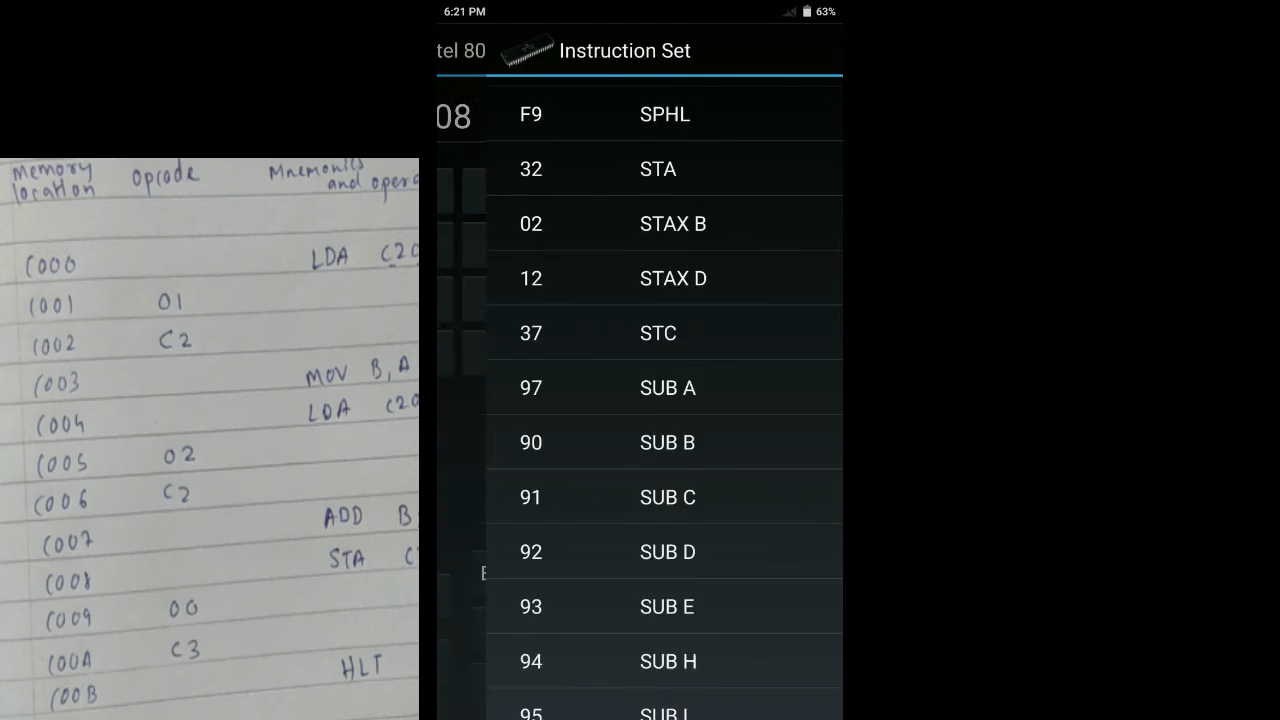 Memory location opcode Mnemonics and opera
C000 LDA C20
C001 01
C002 C2
C003 MOV B, A
C004 LDA C20
C005 02
C006 C2
C007 ADD B
C008 STA C
C009 00
C00A C3
C00B HLT
6:21 PM 63%
tel 80 Instruction Set
08
F9 SPHL
32 STA
02 STAX B
12 STAX D
37 STC
97 SUB A
90 SUB B
91 SUB C
92 SUB D
93 SUB E
94 SUB H
95 SUB L